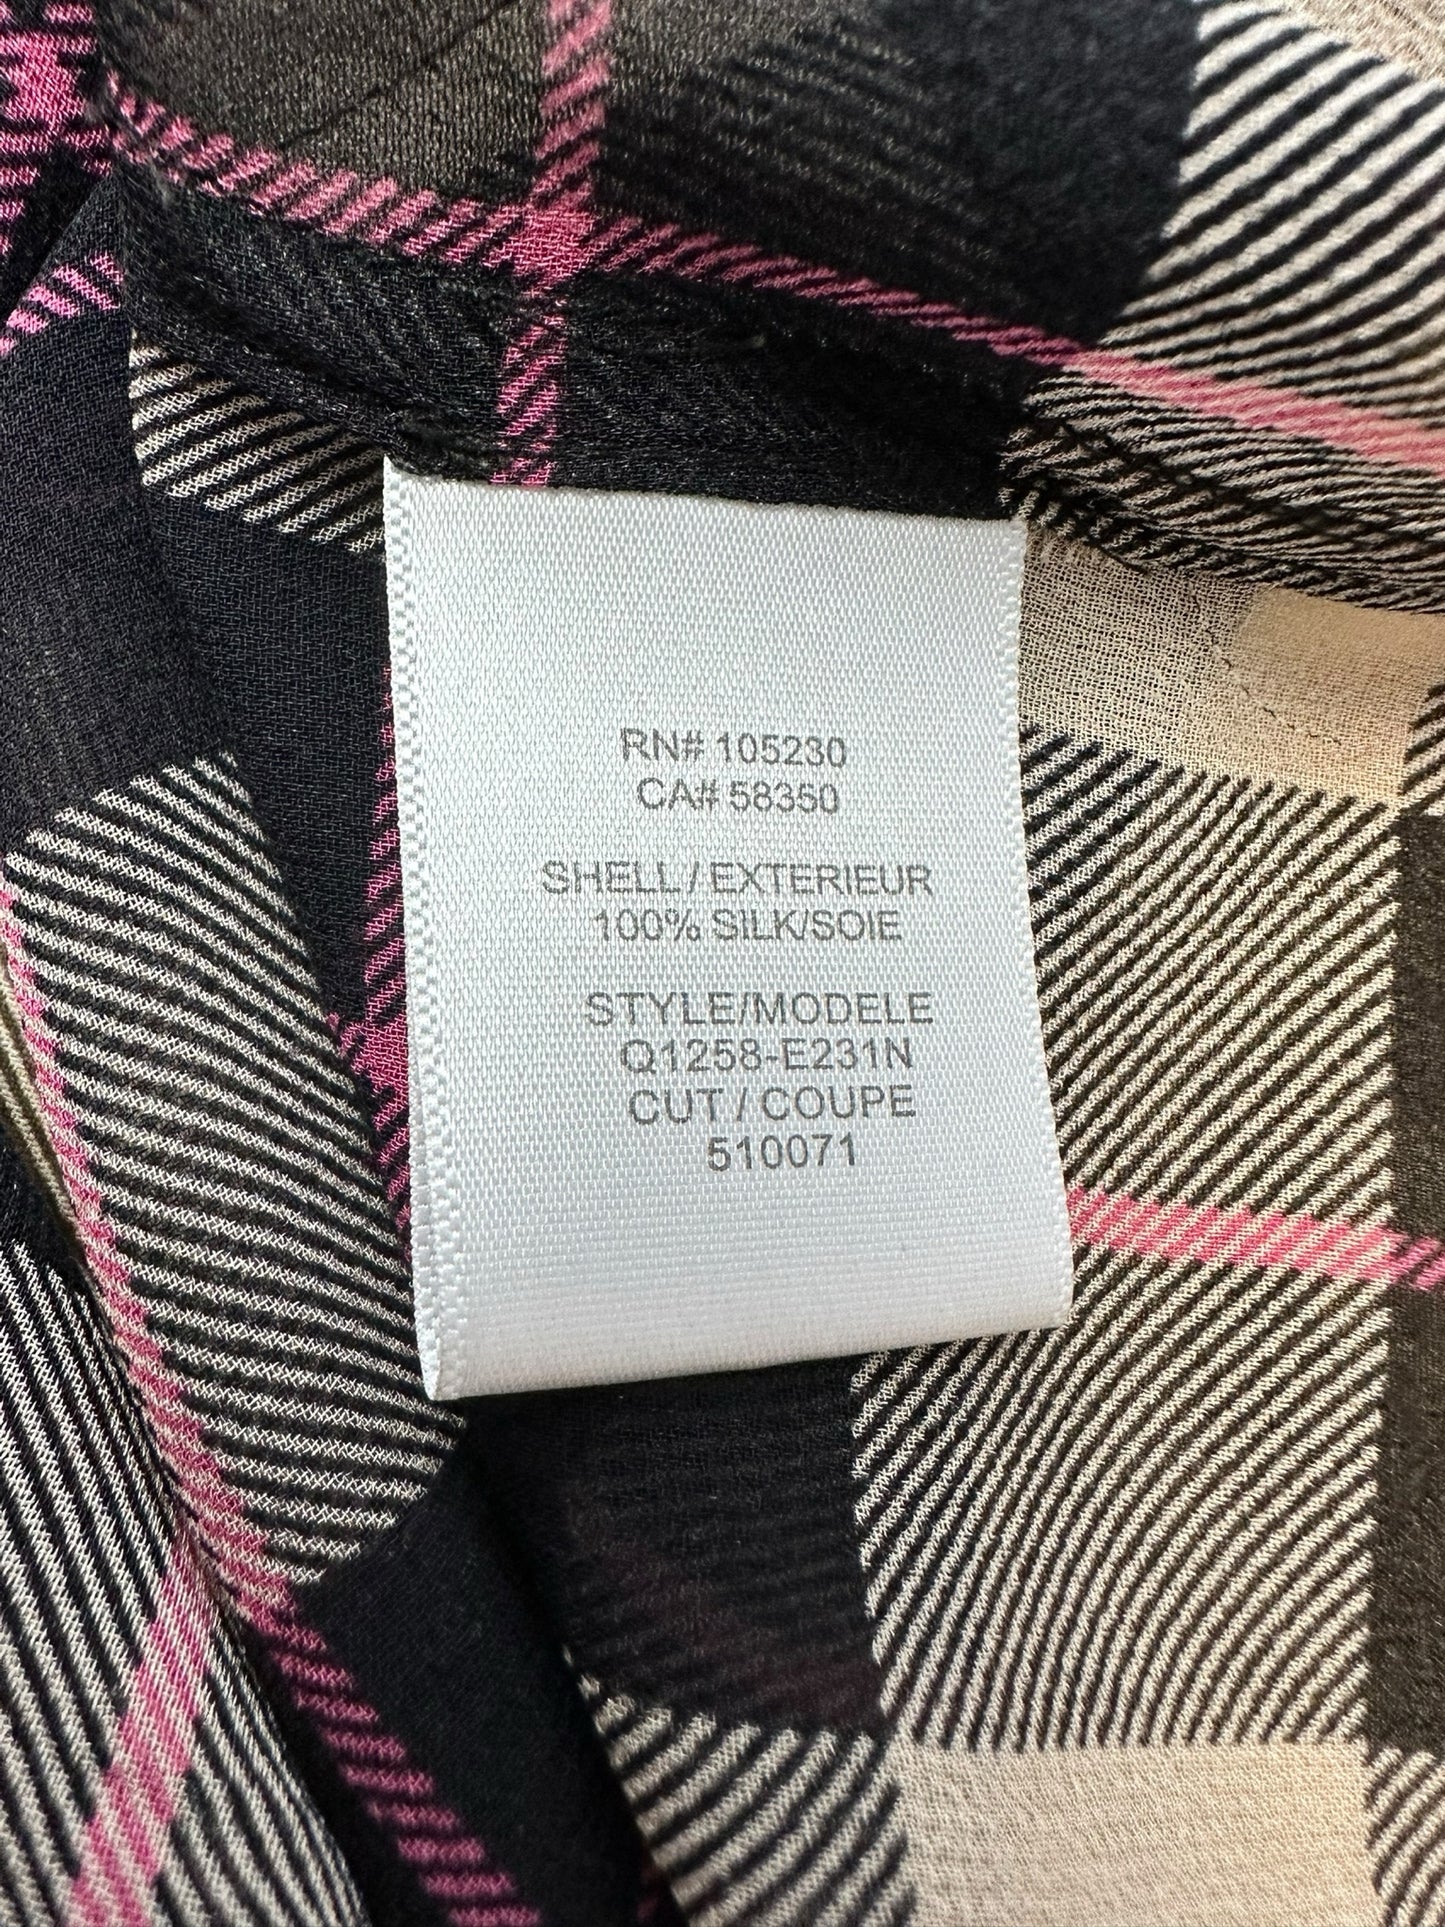 RN# 105230
CA# 58350
SHELL / EXTERIEUR
100% SILK/SOIE
STYLE/MODELE
Q1258-E231N
CUT / COUPE
510071